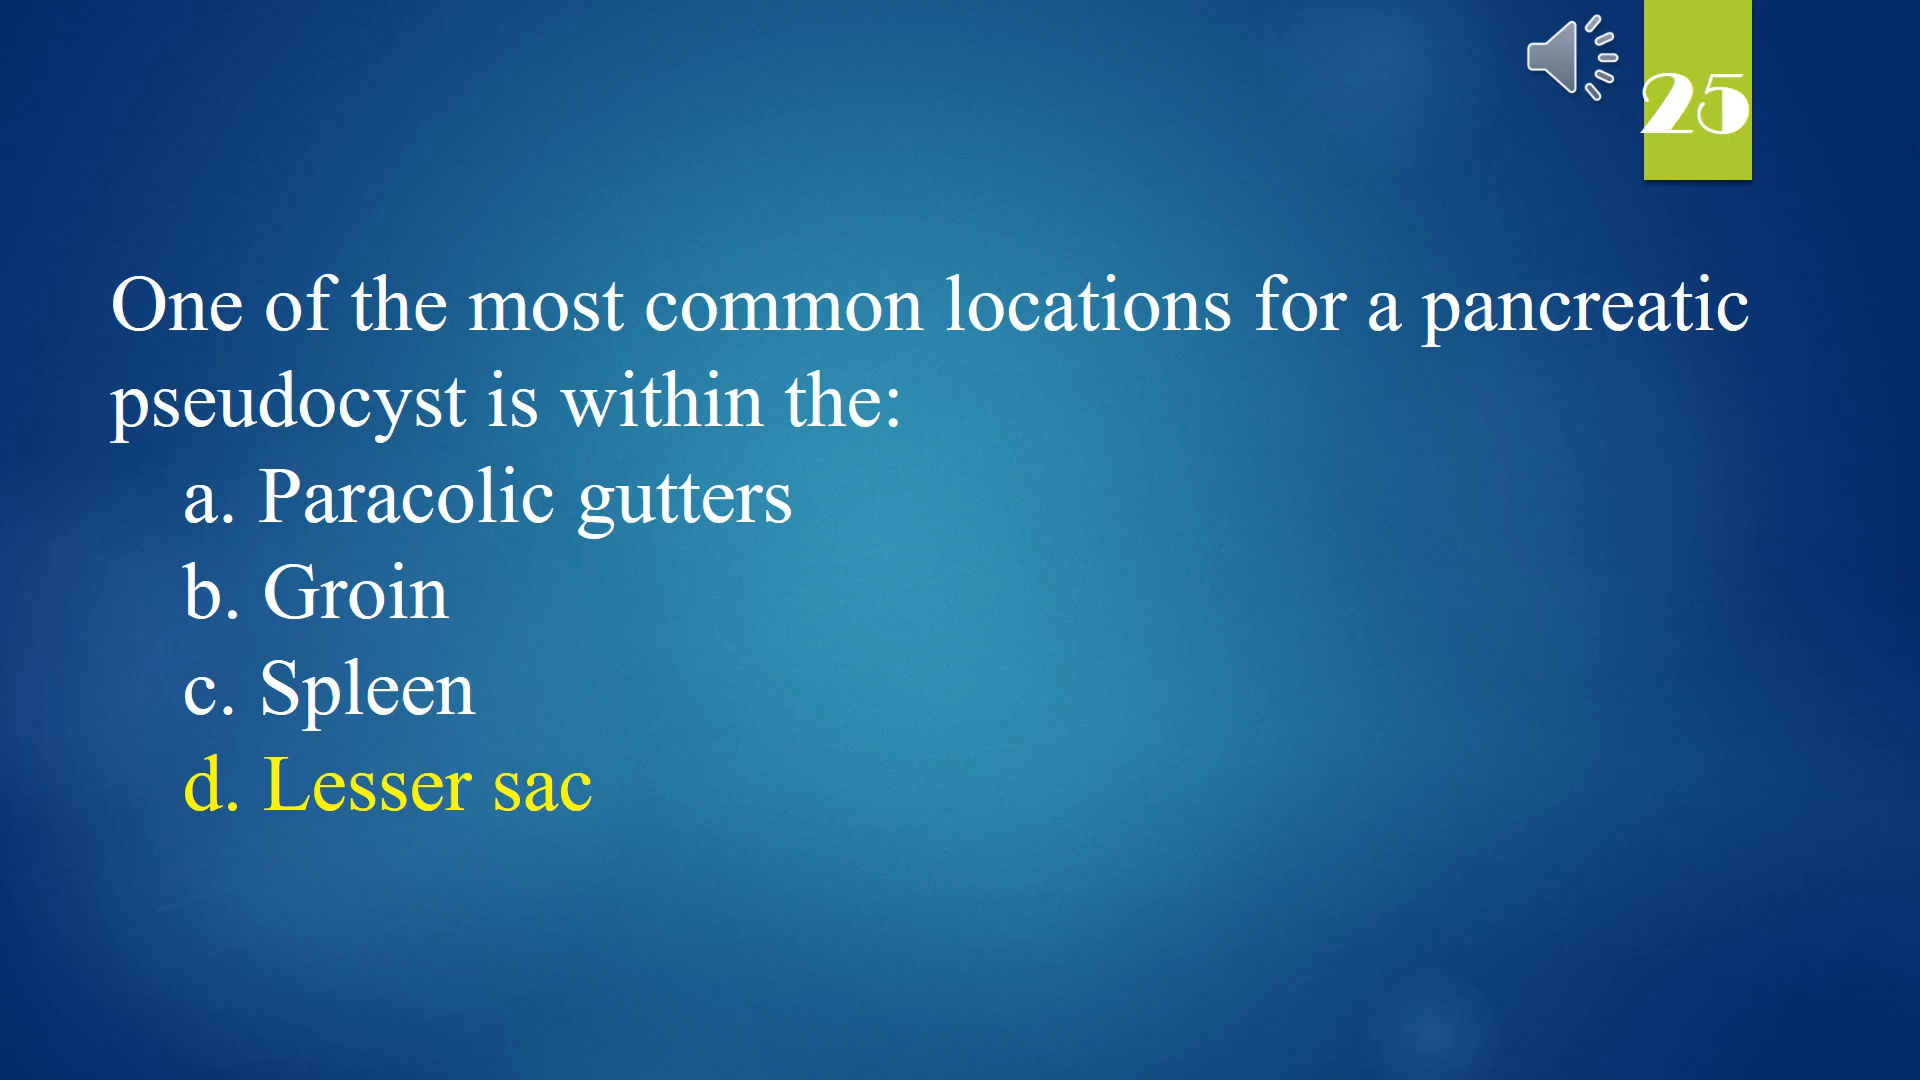 25
One of the most common locations for a pancreatic
pseudocyst is within the:
a. Paracolic gutters
b. Groin
c. Spleen
d. Lesser sac